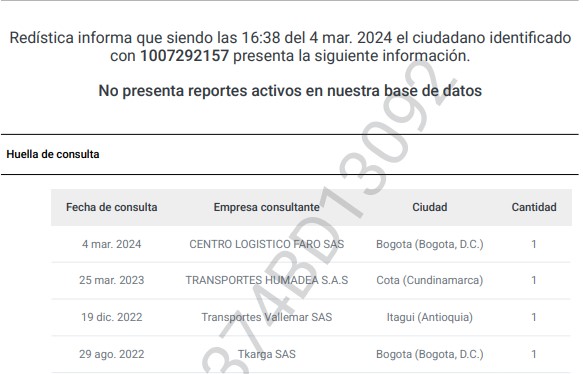 Redística informa que siendo las 16:38 del 4 mar. 2024 el ciudadano identificado
con 1007292157 presenta la siguiente información.
No presenta reportes activos en nuestra base de datos
Huella de consulta
Fecha de consulta Empresa consultante Ciudad Cantidad
4 mar. 2024 CENTRO LOGISTICO FARO SAS Bogota (Bogota, D.C.) 1
25 mar. 2023 TRANSPORTES HUMADEA S.A.S Cota (Cundinamarca) 1
19 dic. 2022 Transportes Vallemar SAS Itagui (Antioquia) 1
29 ago. 2022 Tkarga SAS Bogota (Bogota, D.C.) 1
374BD13092